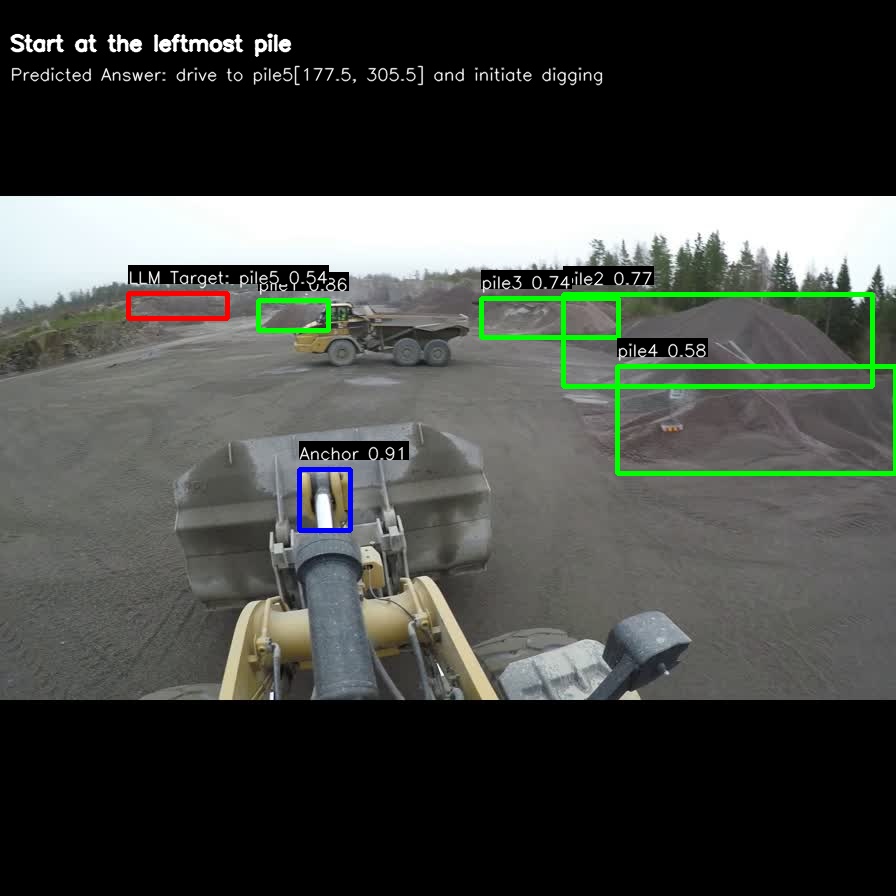 Start at the leftmost pile
Predicted Answer: drive to pile5[177.5, 305.5] and initiate digging
LLM Target: pile5 0.54
pile1 0.86
pile3 0.74
pile2 0.77
pile4 0.58
Anchor 0.91